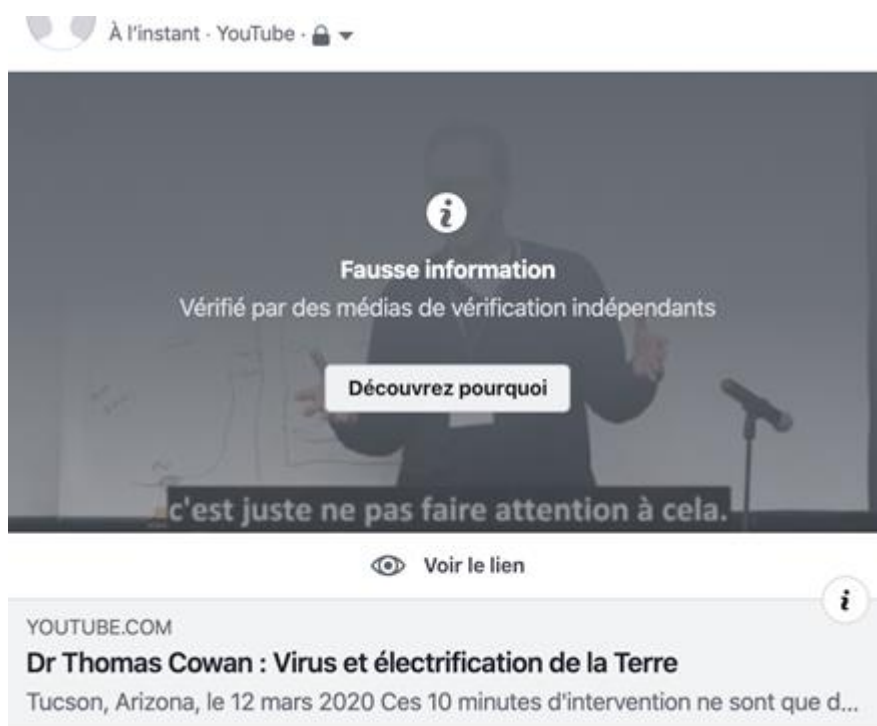 À l'instant · YouTube ·
Fausse information
Vérifié par des médias de vérification indépendants
Découvrez pourquoi
c'est juste ne pas faire attention à cela.
Voir le lien
YOUTUBE.COM
Dr Thomas Cowan : Virus et électrification de la Terre
Tucson, Arizona, le 12 mars 2020 Ces 10 minutes d'intervention ne sont que d...